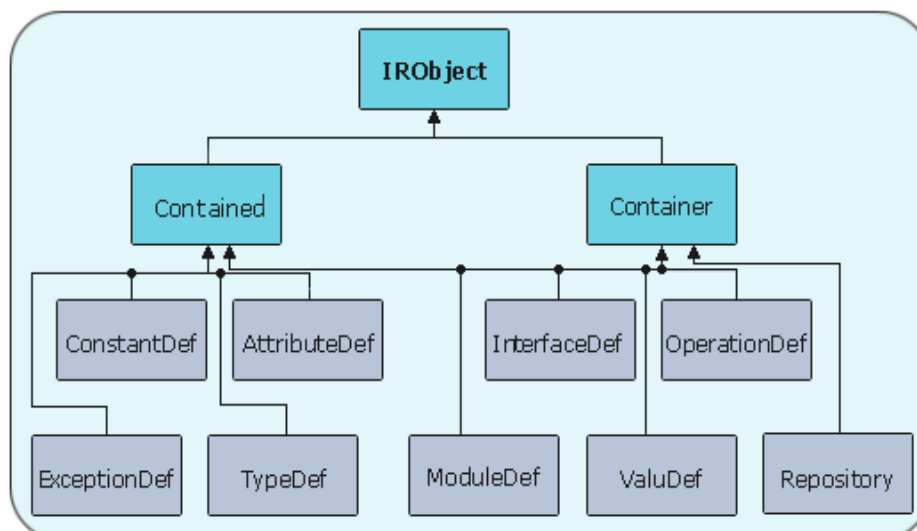 IRObject
Contained
Container
ConstantDef
AttributeDef
InterfaceDef
OperationDef
ExceptionDef
TypeDef
ModuleDef
ValuDef
Repository